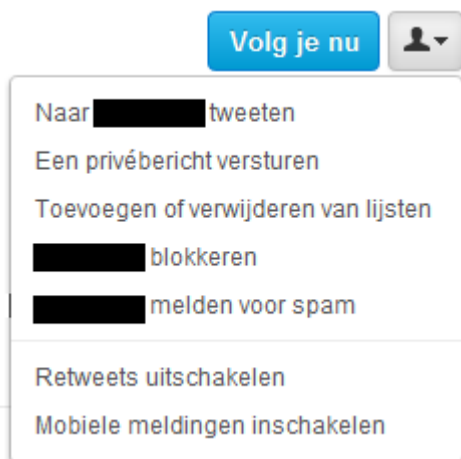 Volg je nu
Naar tweeten
Een privébericht versturen
Toevoegen of verwijderen van lijsten
blokkeren
melden voor spam
Retweets uitschakelen
Mobiele meldingen inschakelen